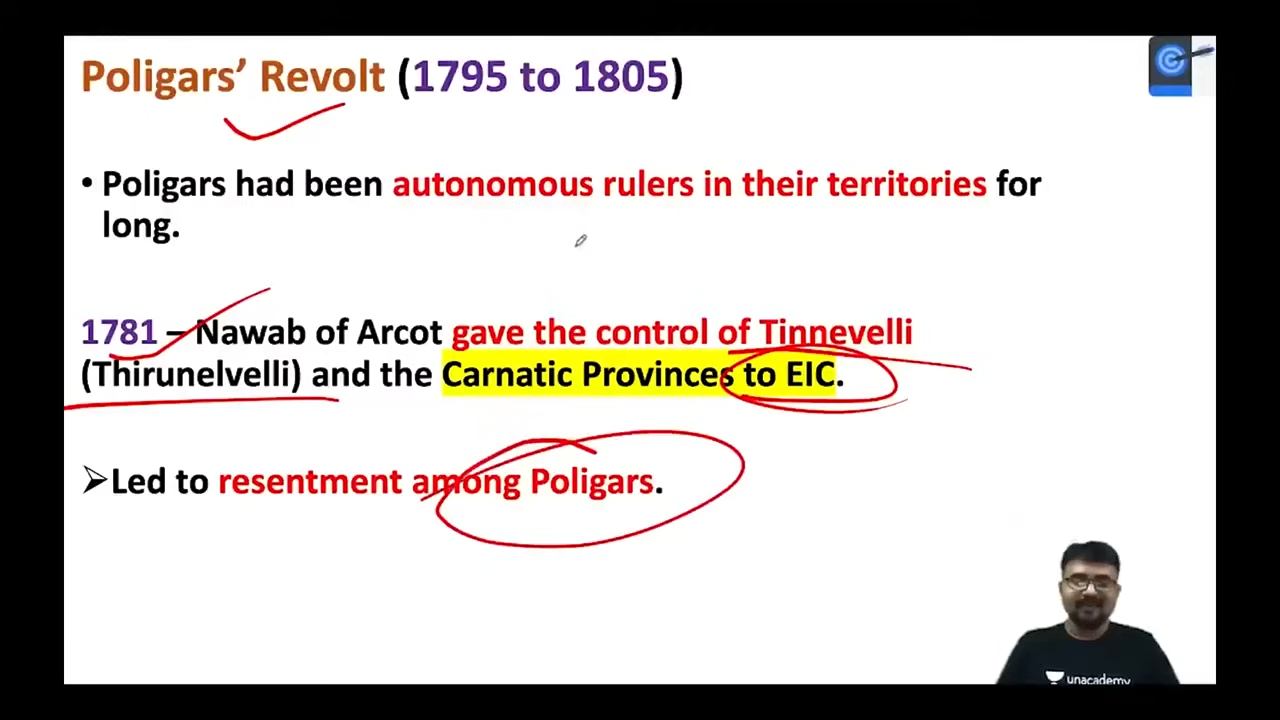 Poligars’ Revolt (1795 to 1805)
• Poligars had been autonomous rulers in their territories for
long.
1781 – Nawab of Arcot gave the control of Tinnevelli
(Thirunelvelli) and the Carnatic Provinces to EIC.
➢Led to resentment among Poligars.
unacademy